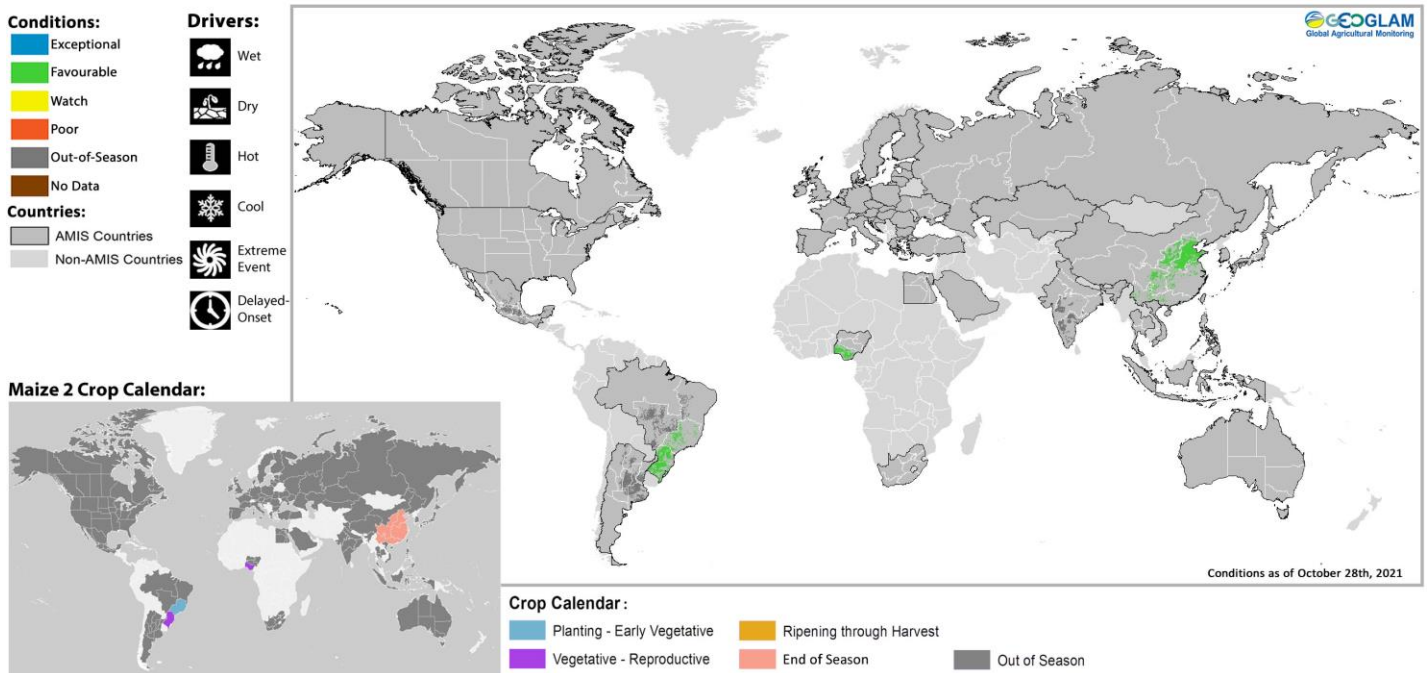 Conditions:
Exceptional
Favourable
Watch
Poor
Out-of-Season
No Data
Countries:
AMIS Countries
Non-AMIS Countries
Drivers:
Wet
Dry
Hot
Cool
Extreme
Event
Delayed-
Onset
GEOGLAM
Global Agricultural Monitoring
Conditions as of October 28th, 2021
Maize 2 Crop Calendar:
Crop Calendar :
Planting - Early Vegetative
Vegetative - Reproductive
Ripening through Harvest
End of Season
Out of Season